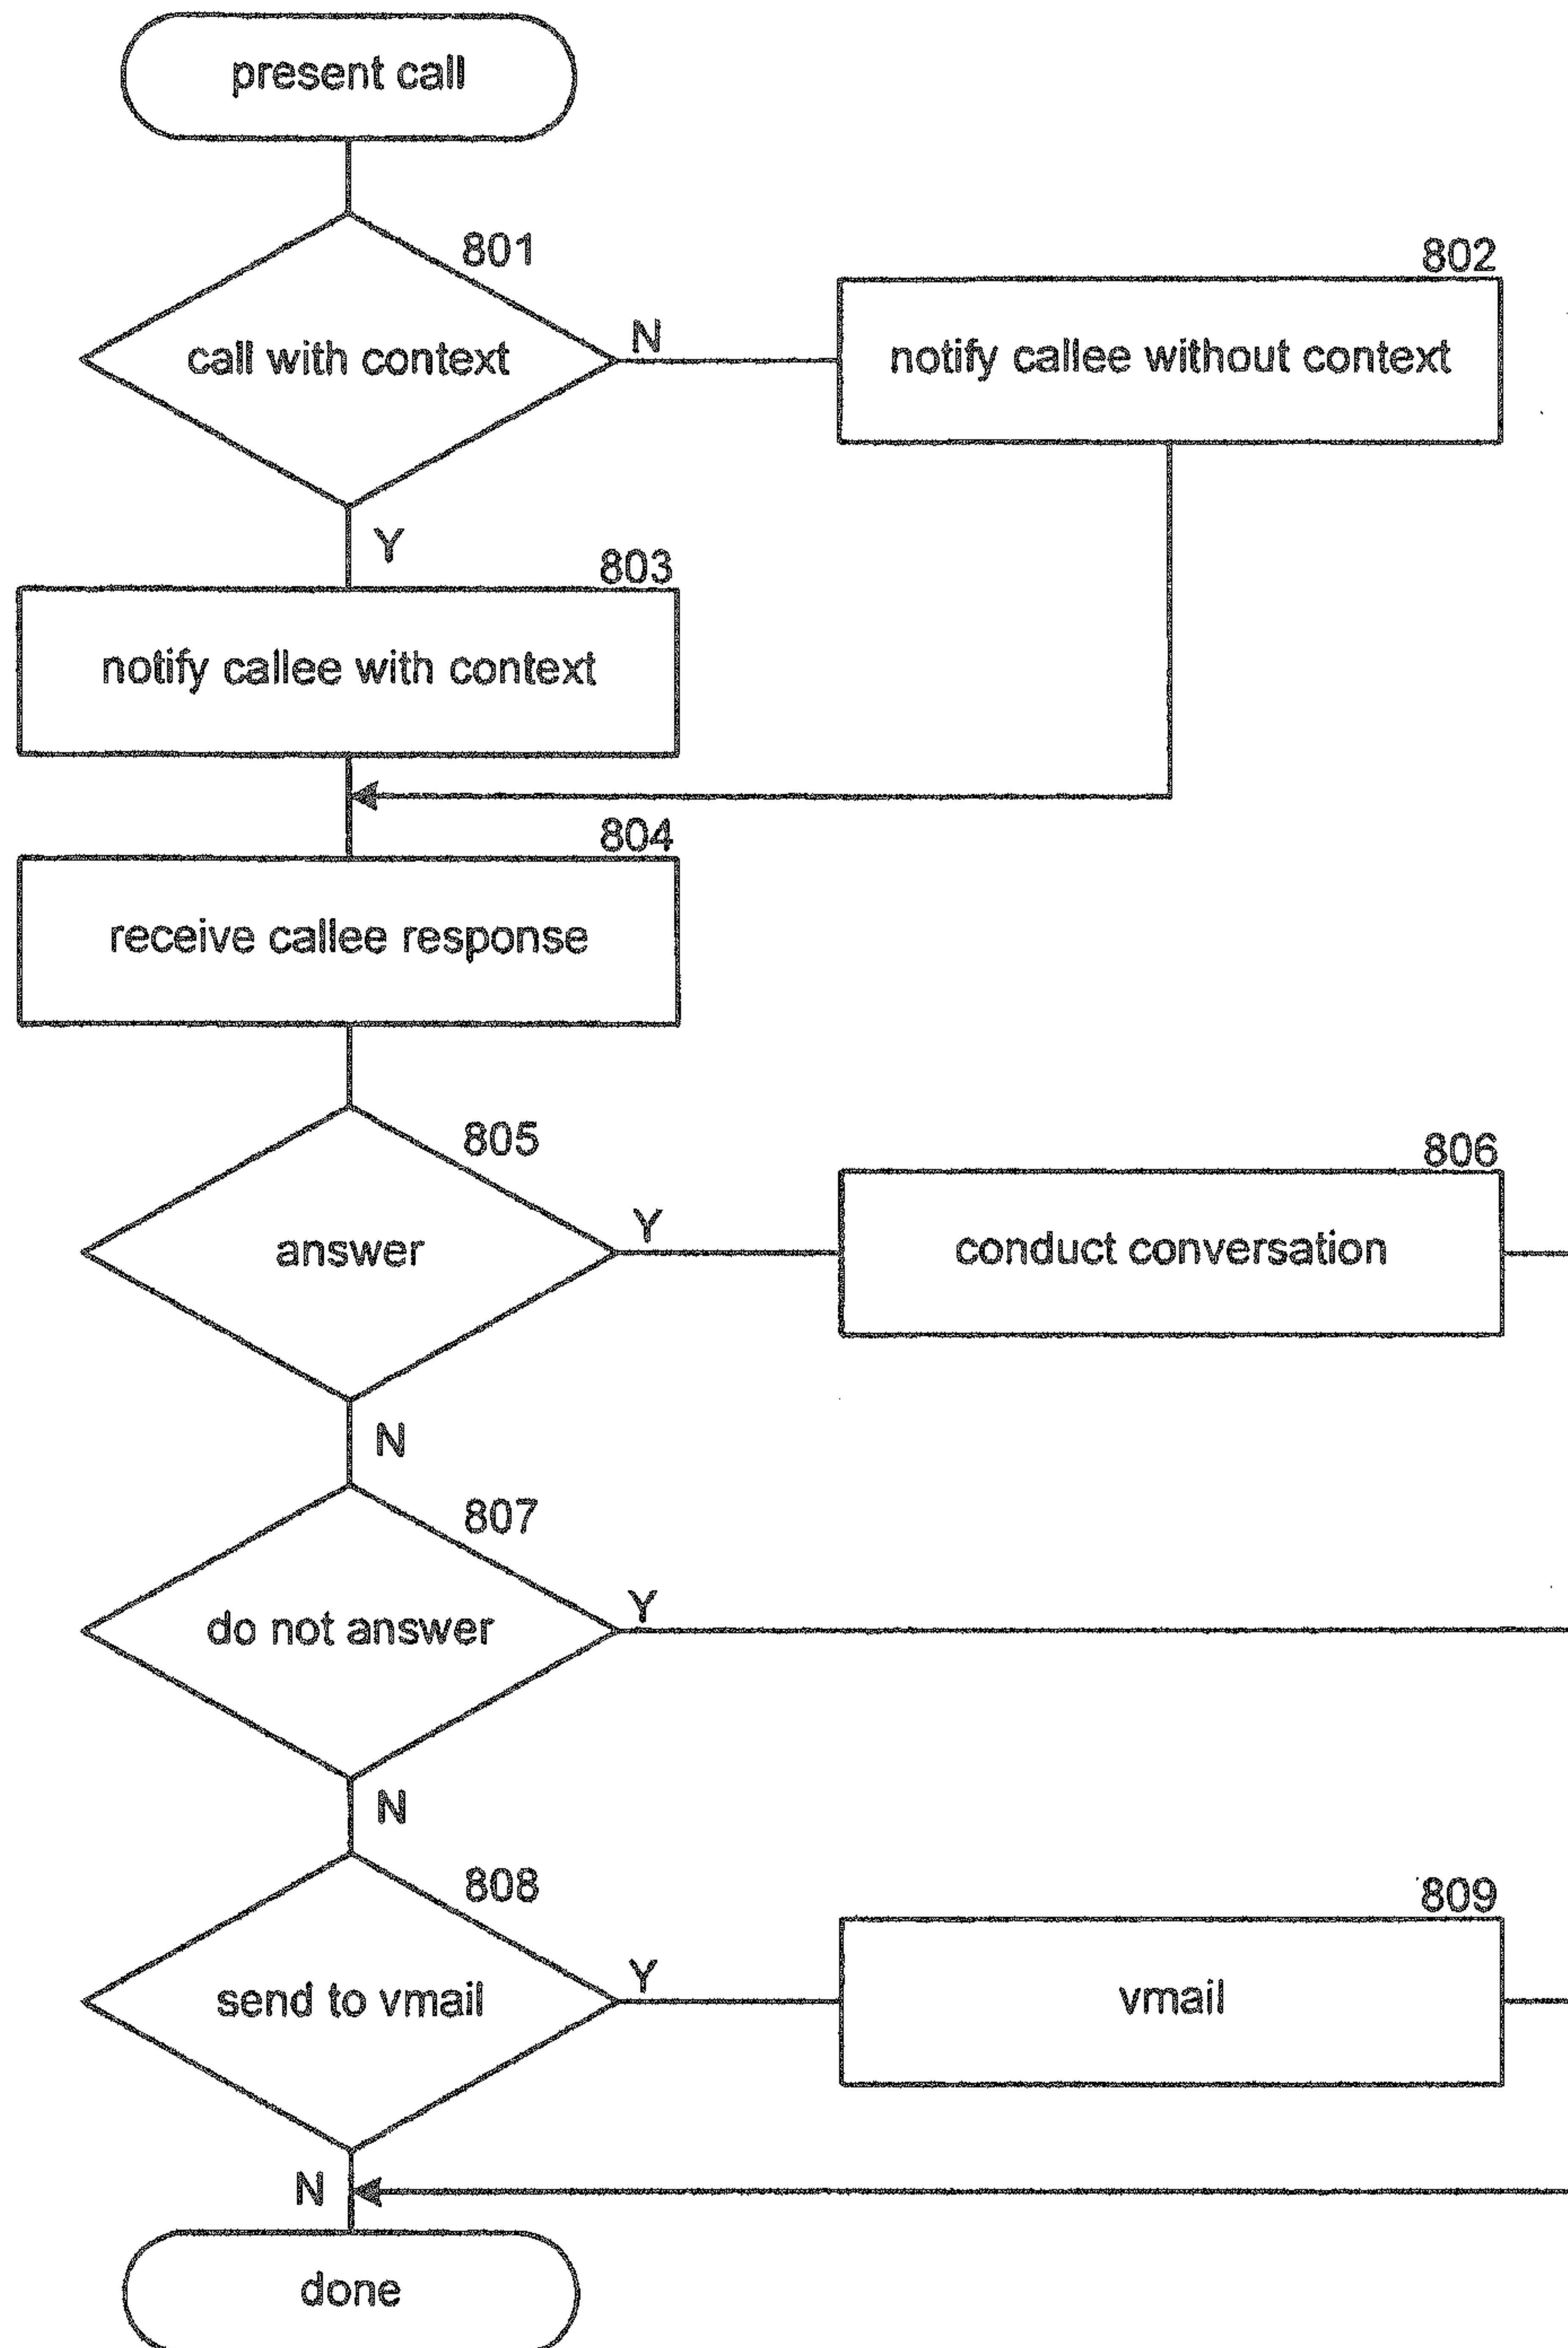 present call
801
call with context
N
802
notify callee without context
Y
803
notify callee with context
804
receive callee response
805
answer
Y
806
conduct conversation
N
807
do not answer
Y
N
808
send to vmail
Y
809
vmail
N
done